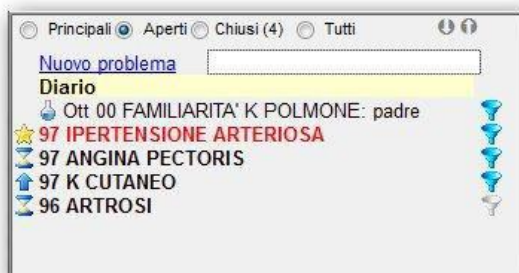 Principali Aperti Chiusi (4) Tutti
Nuovo problema
Diario
Ott 00 FAMILIARITA' K POLMONE: padre
97 IPERTENSIONE ARTERIOSA
97 ANGINA PECTORIS
97 K CUTANEO
96 ARTROSI